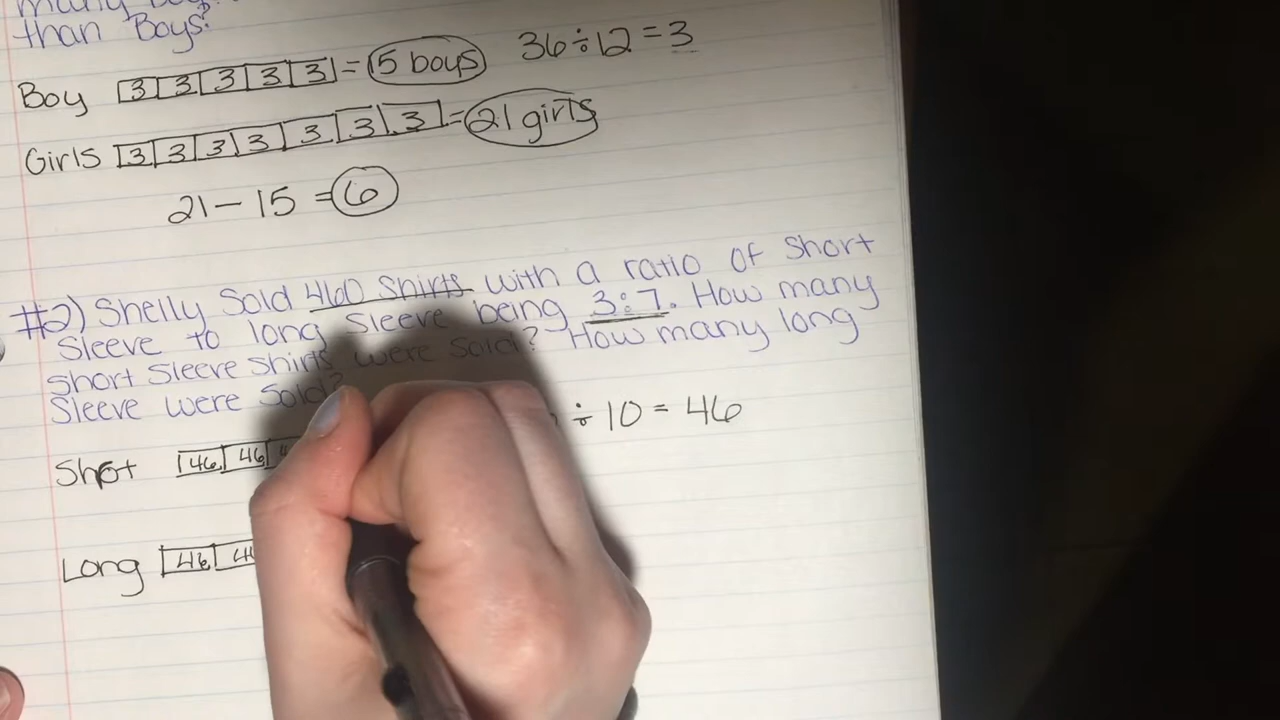 many
than Boys?
Boy 3 3 3 3 3 = 15 boys 36÷12=3
Girls 3 3 3 3 3 3 3 = 21 girls
21 - 15 = 6
#2) Shelly Sold 460 Shirts with a ratio of Short
Sleeve to long Sleeve being 3:7. How many
Short Sleeve Shirts were Sold? How many long
Sleeve were Sold?
÷ 10 = 46
Short 46 46
Long 46